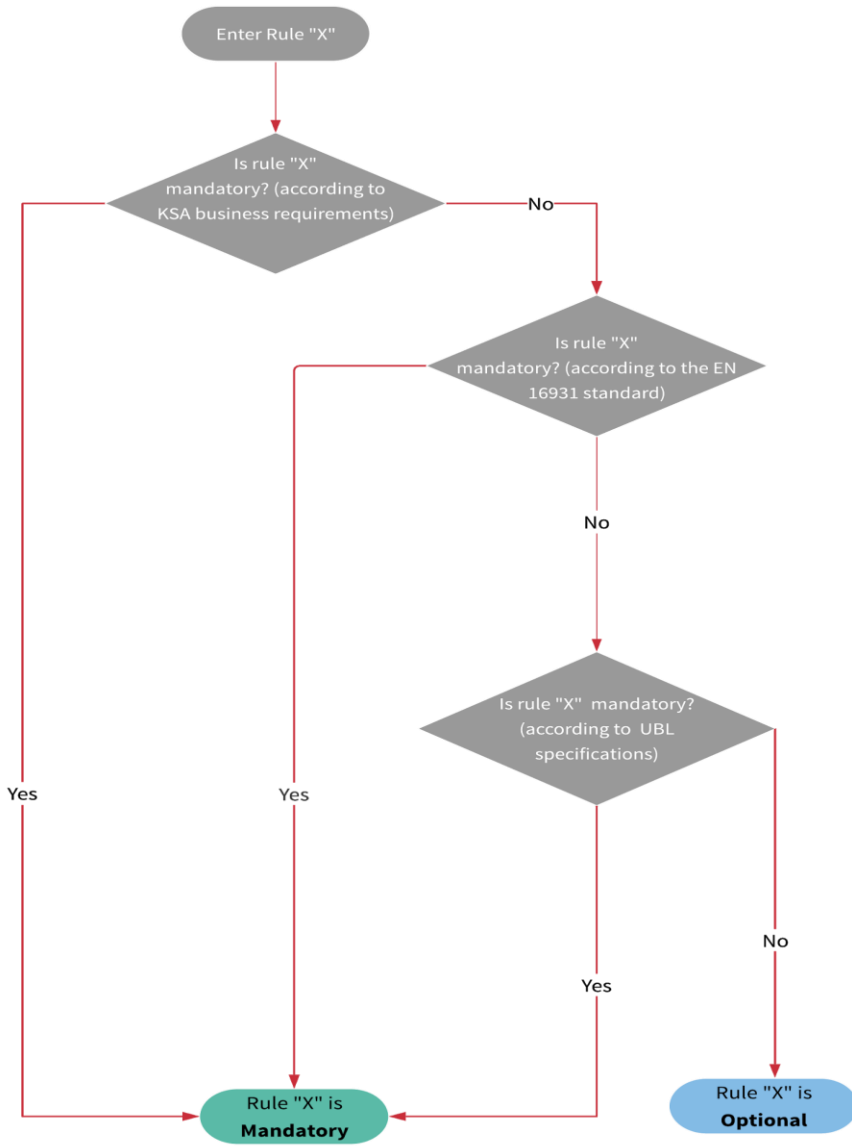 Enter Rule "X"
Is rule "X"
mandatory? (according to
KSA business requirements)
No
Is rule "X"
mandatory? (according to the EN
16931 standard)
No
Is rule "X" mandatory?
(according to UBL
specifications)
Yes
Yes
No
Yes
Rule "X" is
Mandatory
Rule "X" is
Optional